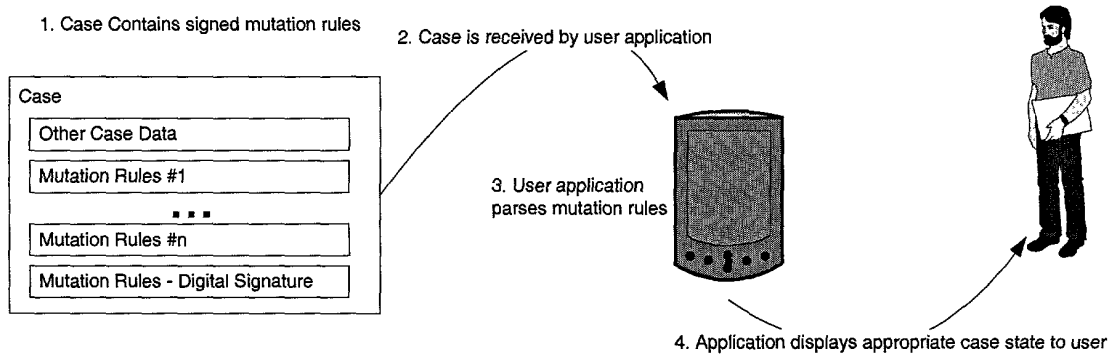 1. Case Contains signed mutation rules
2. Case is received by user application
Case
Other Case Data
Mutation Rules #1
...
Mutation Rules #n
Mutation Rules - Digital Signature
3. User application
parses mutation rules
4. Application displays appropriate case state to user